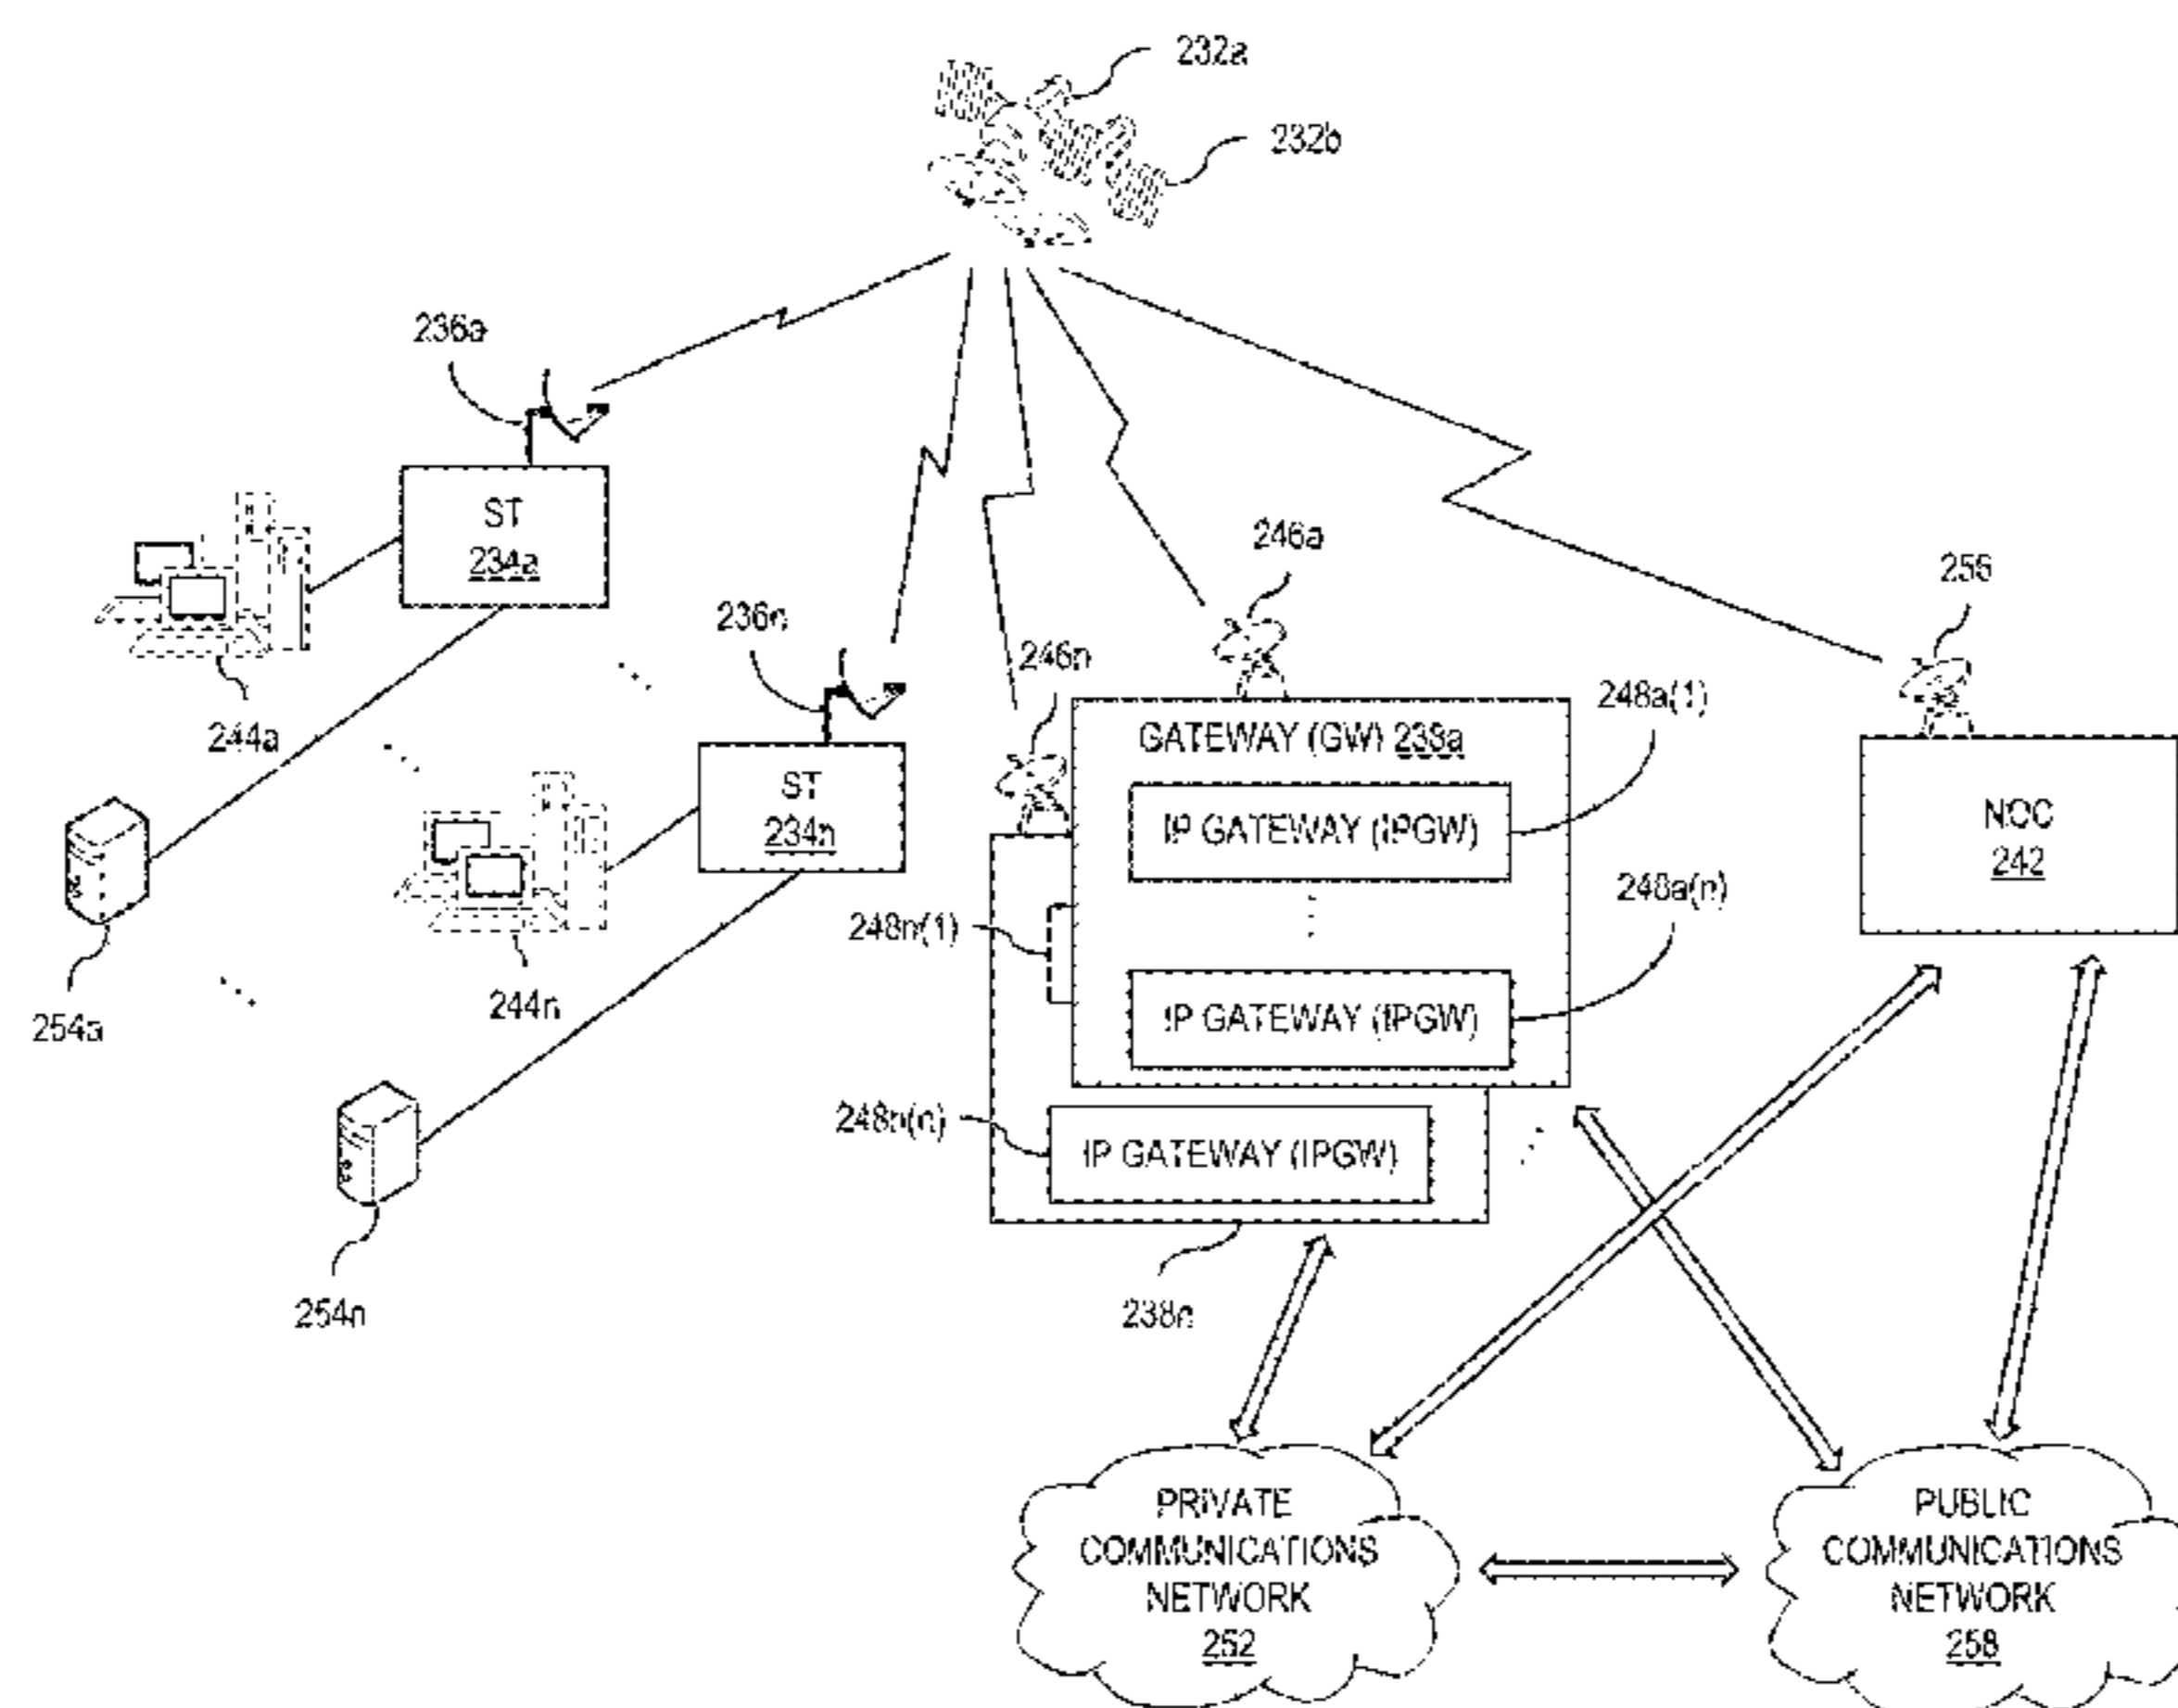 232a
232b
236a
ST
234a
246a
256
236n
246n
248a(1)
244a
GATEWAY (GW) 238a
ST
234n
IP GATEWAY (IPGW)
NOC
242
248a(n)
248n(1)
244n
254a
IP GATEWAY (IPGW)
248n(n)
IP GATEWAY (IPGW)
254n
238n
PRIVATE
COMMUNICATIONS
NETWORK
252
PUBLIC
COMMUNICATIONS
NETWORK
258